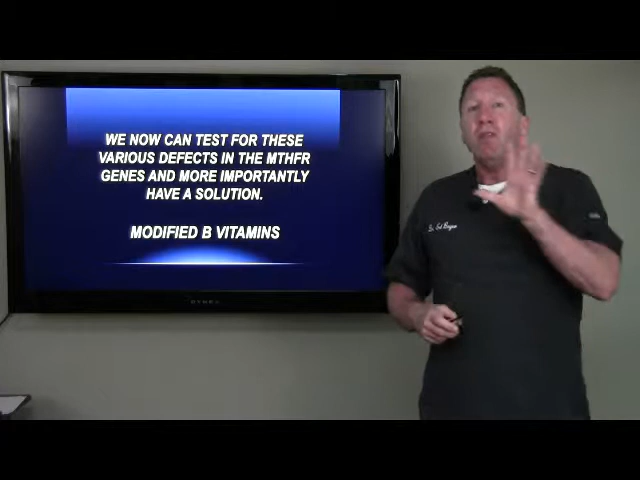 WE NOW CAN TEST FOR THESE
VARIOUS DEFECTS IN THE MTHFR
GENES AND MORE IMPORTANTLY
HAVE A SOLUTION.
MODIFIED B VITAMINS